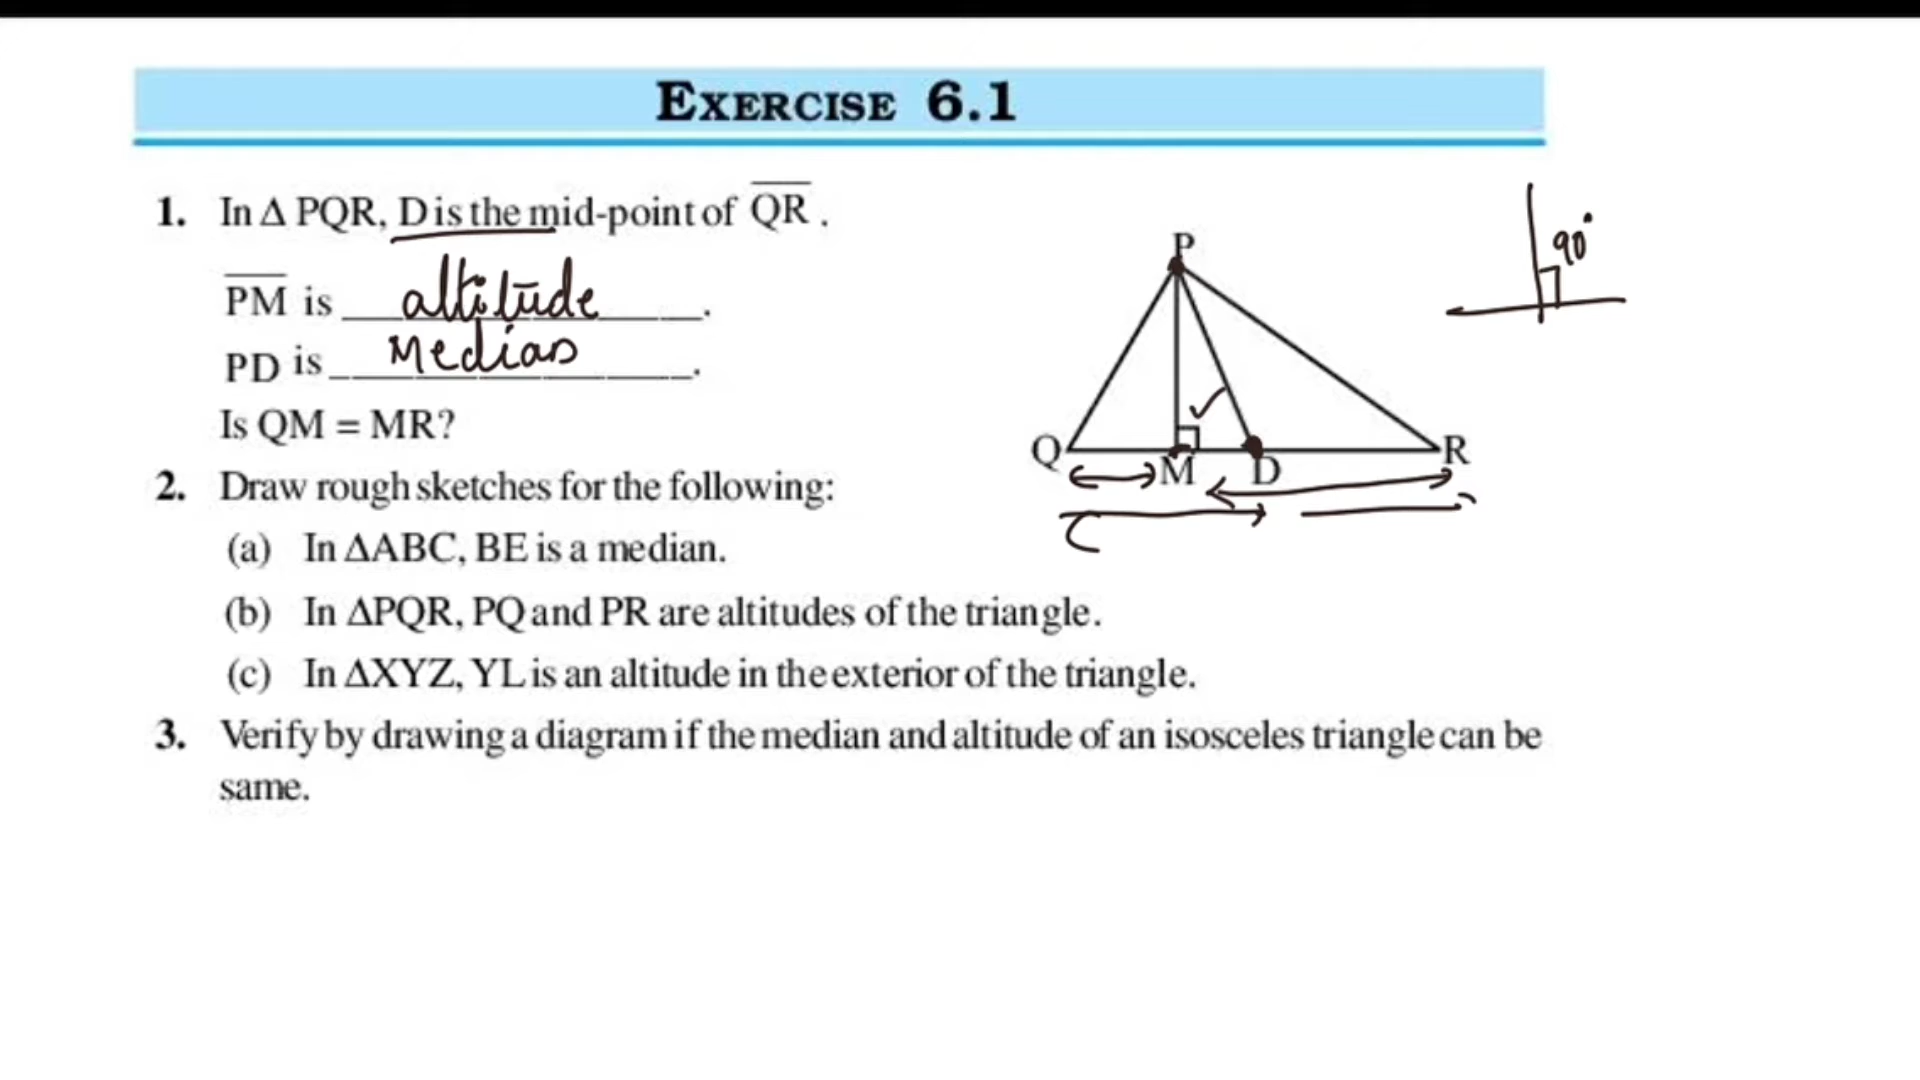 EXERCISE 6.1
1. In Δ PQR, D is the mid-point of QR.
PM is altitude.
PD is Median.
Is QM = MR?
P
90°
Q
M
D
R
2. Draw rough sketches for the following:
(a) In ΔABC, BE is a median.
(b) In ΔPQR, PQ and PR are altitudes of the triangle.
(c) In ΔXYZ, YL is an altitude in the exterior of the triangle.
3. Verify by drawing a diagram if the median and altitude of an isosceles triangle can be
same.